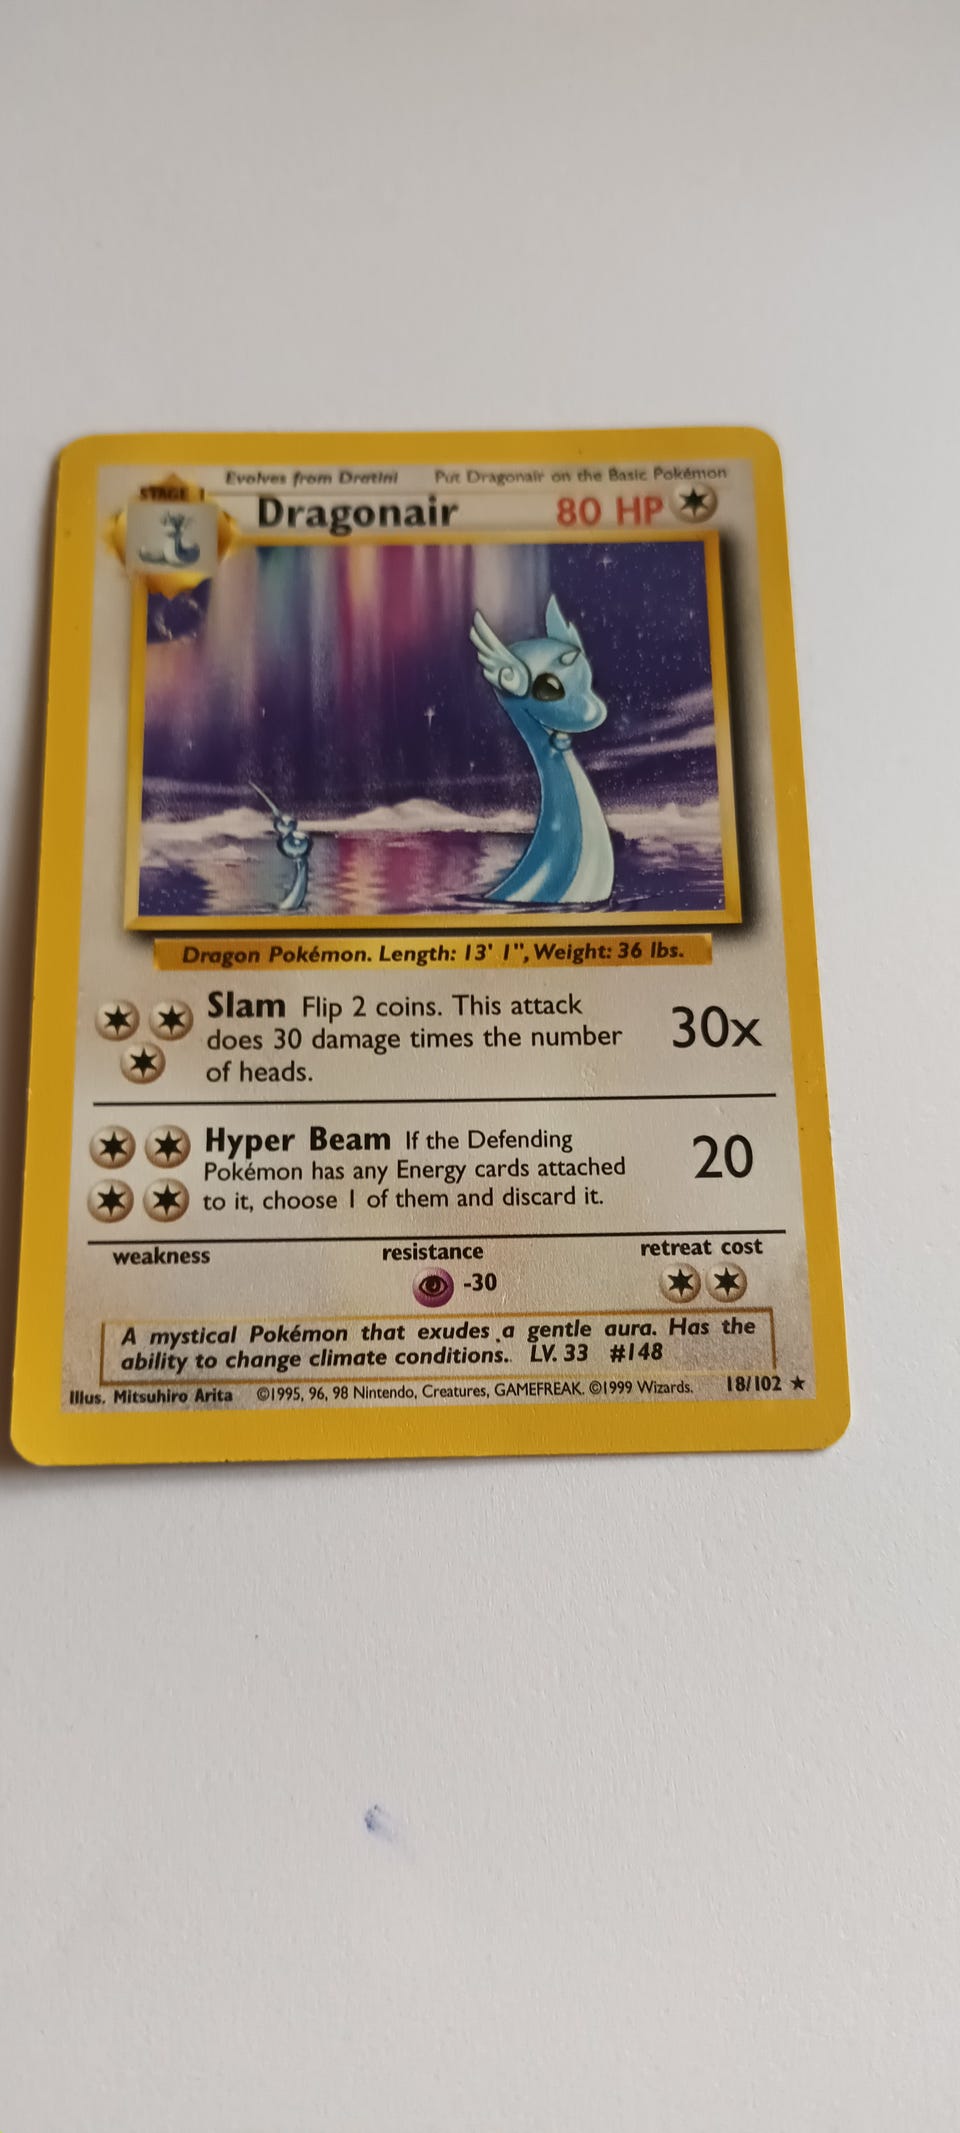 Evolves from Dratini Put Dragonair on the Basic Pokémon
STAGE 1
Dragonair 80 HP
Dragon Pokémon. Length: 13' 1", Weight: 36 lbs.
Slam Flip 2 coins. This attack
does 30 damage times the number
of heads.
30x
Hyper Beam If the Defending
Pokémon has any Energy cards attached
to it, choose 1 of them and discard it.
20
weakness resistance retreat cost
-30
A mystical Pokémon that exudes a gentle aura. Has the
ability to change climate conditions. LV. 33 #148
Illus. Mitsuhiro Arita ©1995, 96, 98 Nintendo, Creatures, GAMEFREAK. ©1999 Wizards. 18/102 ★